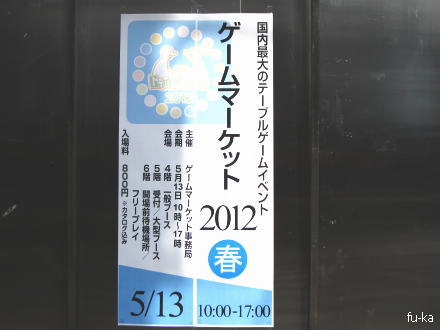 国内最大のテーブルゲームイベント
ゲームマーケット
2012
春
2012
主催 ゲームマーケット事務局
会期 5月13日 10時〜17時
会場 4階 一般ブース
5階 受付/大型ブース
6階 開場前待機場所/
フリープレイ
入場料 800円 ※カタログ込み
5/13
10:00-17:00
fu-ka